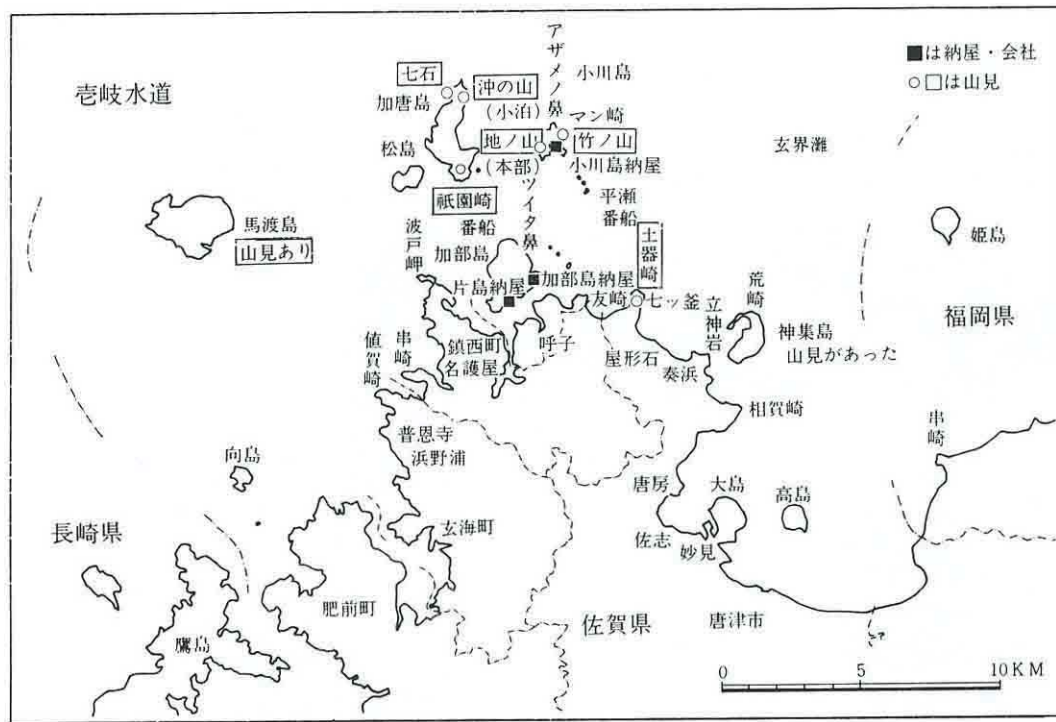 ■は納屋・会社
○□は山見
壱岐水道
アザメノ鼻
小川島
七石
沖の山
加唐島
(小泊)
マン崎
地ノ山
竹ノ山
玄界灘
松島
(本部)
小川島納屋
祇園崎
ツイタ鼻
平瀬
番船
番船
馬渡島
山見あり
波戸岬
加部島
土器崎
姫島
片島納屋
加部島納屋
友崎
七ッ釜
立神岩
荒崎
福岡県
神集島
山見があった
値賀崎
串崎
鎮西町
名護屋
呼子
屋形石
奏浜
相賀崎
串崎
普恩寺
浜野浦
向島
唐房
大島
高島
長崎県
玄海町
佐志
妙見
肥前町
佐賀県
唐津市
鷹島
0 5 10KM